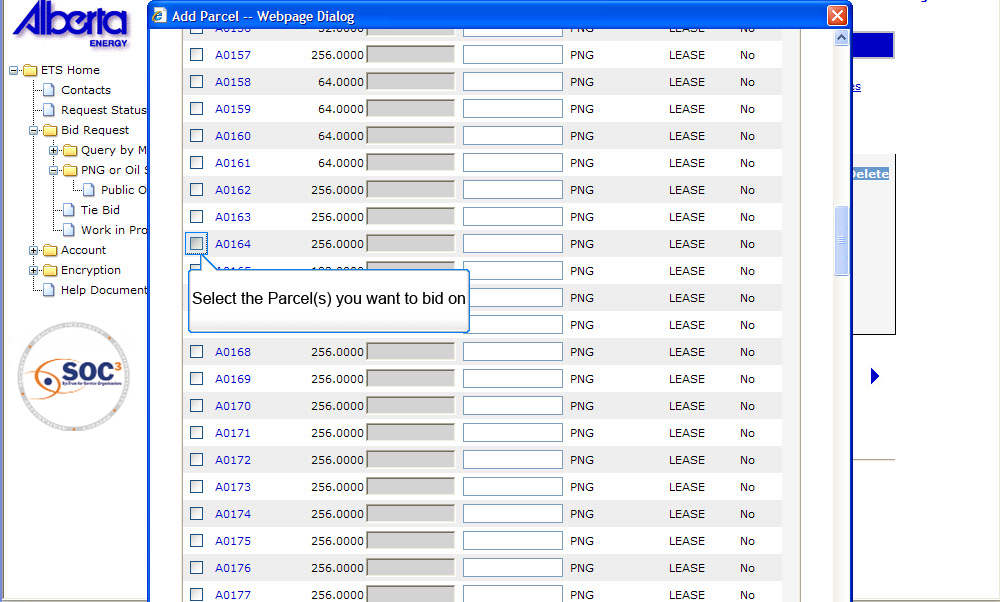 Alberta
ENERGY
Add Parcel -- Webpage Dialog
ETS Home
Contacts
Request Status
Bid Request
Query by M
PNG or Oil S
Public O
Tie Bid
Work in Pro
Account
Encryption
Help Document
SOC3
es
Delete
A0157 256.0000 PNG LEASE No
A0158 64.0000 PNG LEASE No
A0159 64.0000 PNG LEASE No
A0160 64.0000 PNG LEASE No
A0161 64.0000 PNG LEASE No
A0162 256.0000 PNG LEASE No
A0163 256.0000 PNG LEASE No
A0164 256.0000 PNG LEASE No
PNG LEASE No
Select the Parcel(s) you want to bid on
PNG LEASE No
PNG LEASE No
A0168 256.0000 PNG LEASE No
A0169 256.0000 PNG LEASE No
A0170 256.0000 PNG LEASE No
A0171 256.0000 PNG LEASE No
A0172 256.0000 PNG LEASE No
A0173 256.0000 PNG LEASE No
A0174 256.0000 PNG LEASE No
A0175 256.0000 PNG LEASE No
A0176 256.0000 PNG LEASE No
A0177 256.0000 PNG LEASE No